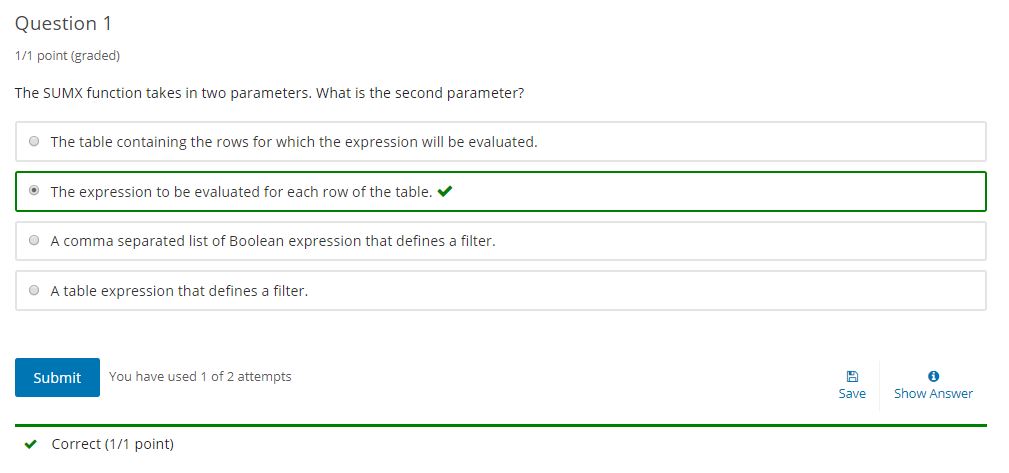 Question 1
1/1 point (graded)
The SUMX function takes in two parameters. What is the second parameter?
The table containing the rows for which the expression will be evaluated.
The expression to be evaluated for each row of the table.
A comma separated list of Boolean expression that defines a filter.
A table expression that defines a filter.
Submit You have used 1 of 2 attempts
Save Show Answer
Correct (1/1 point)